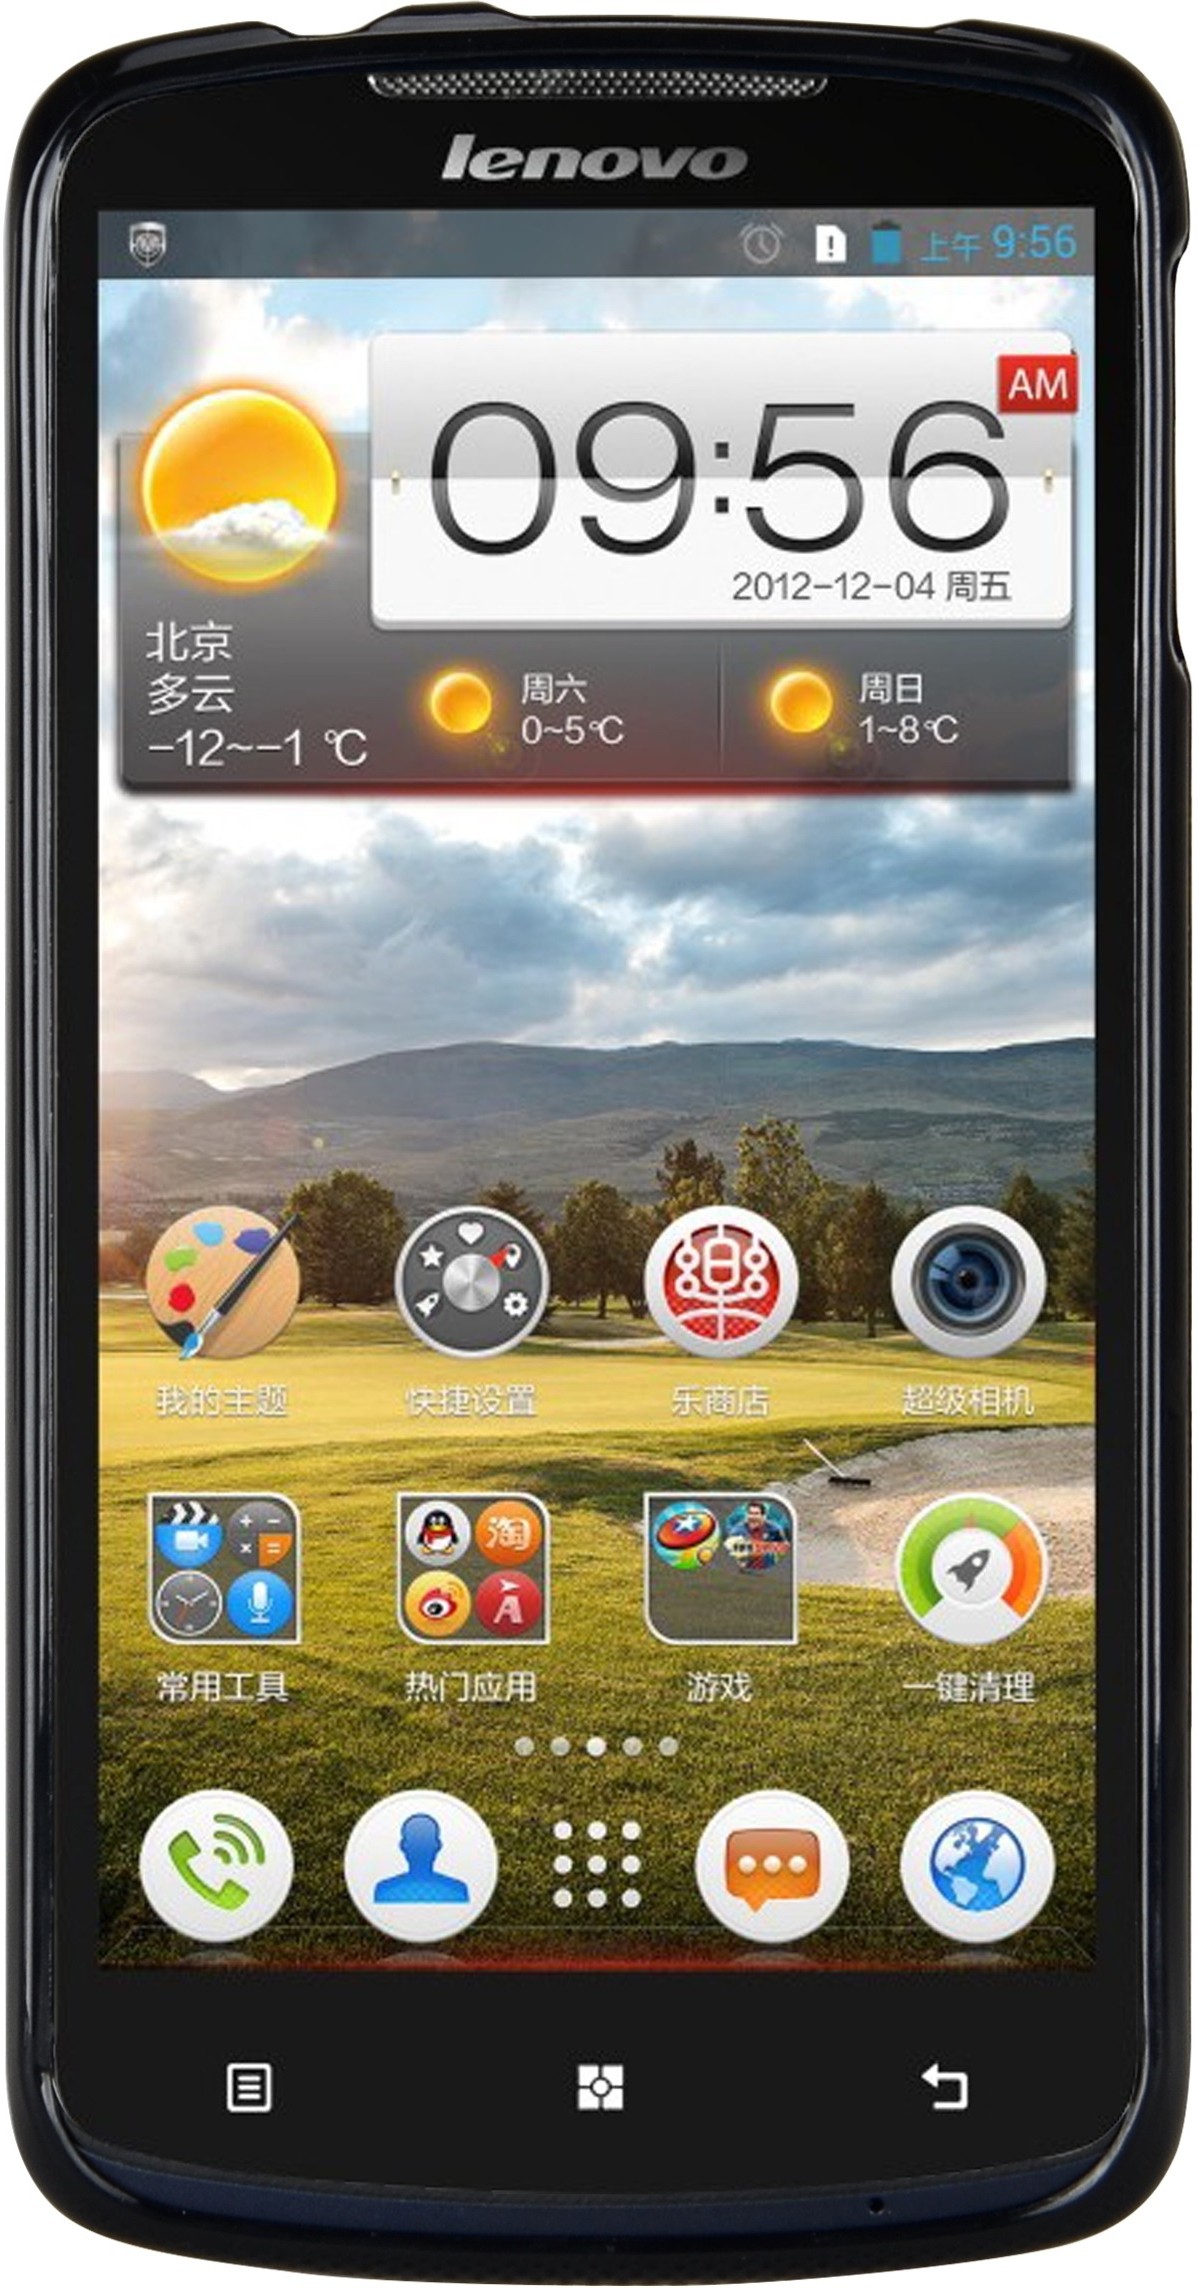 lenovo
上午 9:56
AM
09:56
2012-12-04 周五
北京
多云
-12~-1 ℃
周六
0~5℃
周日
1~8℃
我的主题
快捷设置
乐商店
超级相机
淘
常用工具
热门应用
游戏
一键清理